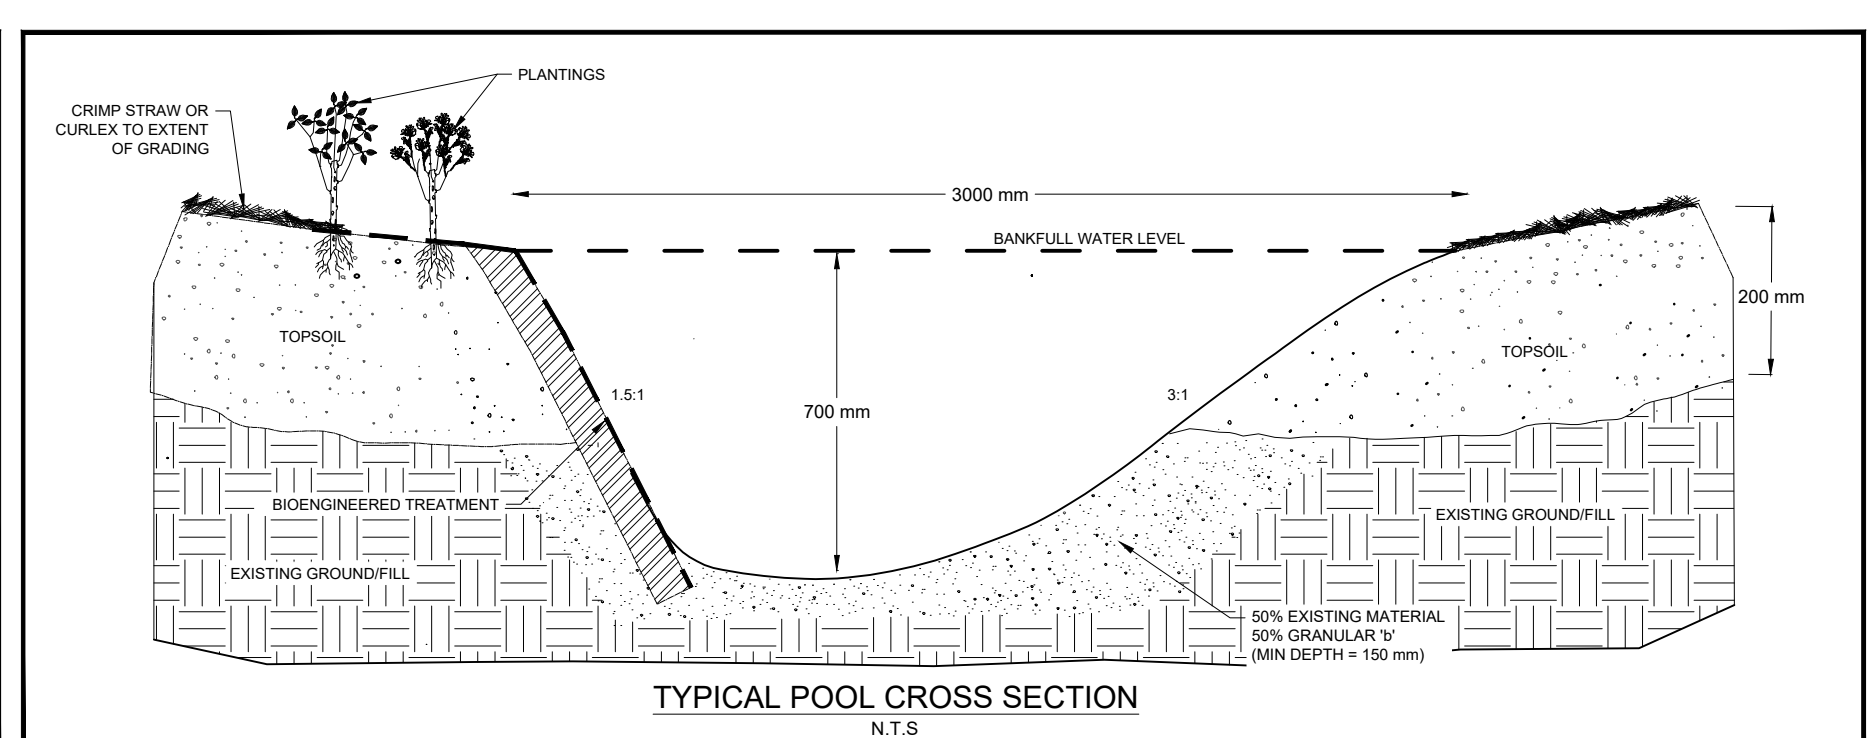 PLANTINGS
CRIMP STRAW OR
CURLEX TO EXTENT
OF GRADING
3000 mm
BANKFULL WATER LEVEL
200 mm
TOPSOIL
TOPSOIL
1.5:1
3:1
700 mm
BIOENGINEERED TREATMENT
EXISTING GROUND/FILL
EXISTING GROUND/FILL
50% EXISTING MATERIAL
50% GRANULAR 'b'
(MIN DEPTH = 150 mm)
TYPICAL POOL CROSS SECTION
N.T.S